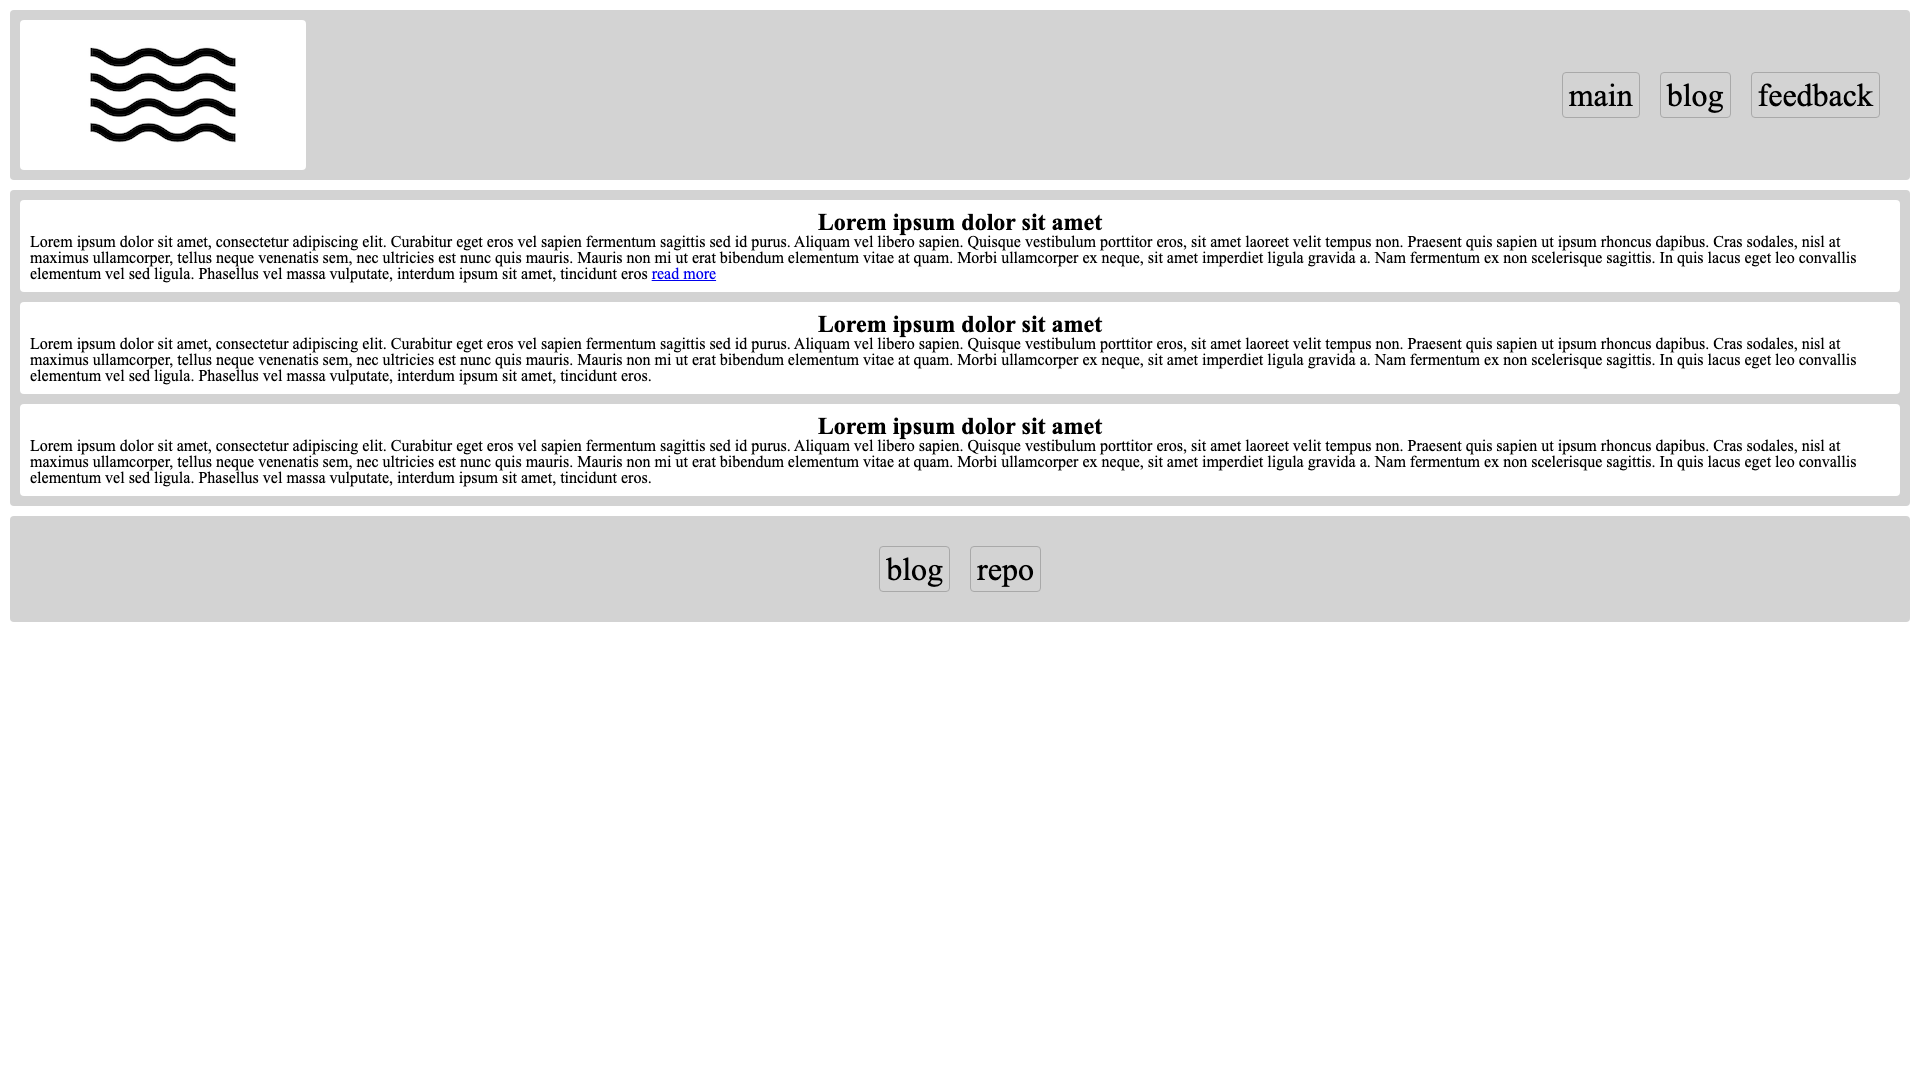 main blog feedback
Lorem ipsum dolor sit amet
Lorem ipsum dolor sit amet, consectetur adipiscing elit. Curabitur eget eros vel sapien fermentum sagittis sed id purus. Aliquam vel libero sapien. Quisque vestibulum porttitor eros, sit amet laoreet velit tempus non. Praesent quis sapien ut ipsum rhoncus dapibus. Cras sodales, nisl at
maximus ullamcorper, tellus neque venenatis sem, nec ultricies est nunc quis mauris. Mauris non mi ut erat bibendum elementum vitae at quam. Morbi ullamcorper ex neque, sit amet imperdiet ligula gravida a. Nam fermentum ex non scelerisque sagittis. In quis lacus eget leo convallis
elementum vel sed ligula. Phasellus vel massa vulputate, interdum ipsum sit amet, tincidunt eros read more
Lorem ipsum dolor sit amet
Lorem ipsum dolor sit amet, consectetur adipiscing elit. Curabitur eget eros vel sapien fermentum sagittis sed id purus. Aliquam vel libero sapien. Quisque vestibulum porttitor eros, sit amet laoreet velit tempus non. Praesent quis sapien ut ipsum rhoncus dapibus. Cras sodales, nisl at
maximus ullamcorper, tellus neque venenatis sem, nec ultricies est nunc quis mauris. Mauris non mi ut erat bibendum elementum vitae at quam. Morbi ullamcorper ex neque, sit amet imperdiet ligula gravida a. Nam fermentum ex non scelerisque sagittis. In quis lacus eget leo convallis
elementum vel sed ligula. Phasellus vel massa vulputate, interdum ipsum sit amet, tincidunt eros.
Lorem ipsum dolor sit amet
Lorem ipsum dolor sit amet, consectetur adipiscing elit. Curabitur eget eros vel sapien fermentum sagittis sed id purus. Aliquam vel libero sapien. Quisque vestibulum porttitor eros, sit amet laoreet velit tempus non. Praesent quis sapien ut ipsum rhoncus dapibus. Cras sodales, nisl at
maximus ullamcorper, tellus neque venenatis sem, nec ultricies est nunc quis mauris. Mauris non mi ut erat bibendum elementum vitae at quam. Morbi ullamcorper ex neque, sit amet imperdiet ligula gravida a. Nam fermentum ex non scelerisque sagittis. In quis lacus eget leo convallis
elementum vel sed ligula. Phasellus vel massa vulputate, interdum ipsum sit amet, tincidunt eros.
blog repo